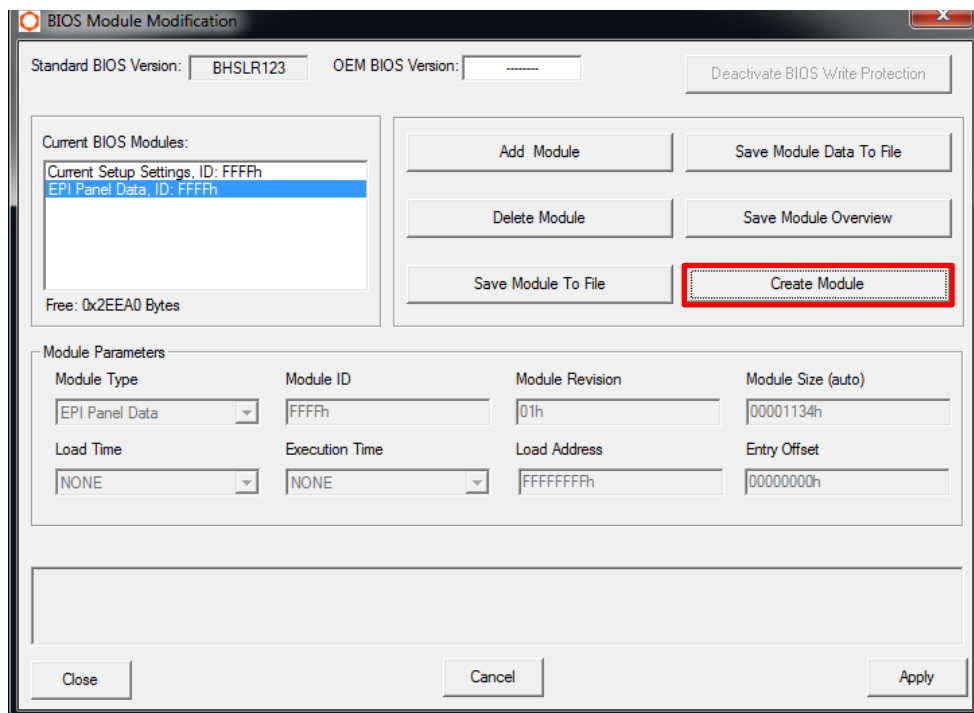 BIOS Module Modification
Standard BIOS Version: BHSLR123 OEM BIOS Version: --------
Deactivate BIOS Write Protection
Current BIOS Modules:
Current Setup Settings, ID: FFFFh
EPI Panel Data, ID: FFFFh
Free: 0x2EEA0 Bytes
Add Module Save Module Data To File
Delete Module Save Module Overview
Save Module To File Create Module
Module Parameters
Module Type Module ID Module Revision Module Size (auto)
EPI Panel Data FFFFh 01h 00001134h
Load Time Execution Time Load Address Entry Offset
NONE NONE FFFFFFFFh 00000000h
Close Cancel Apply